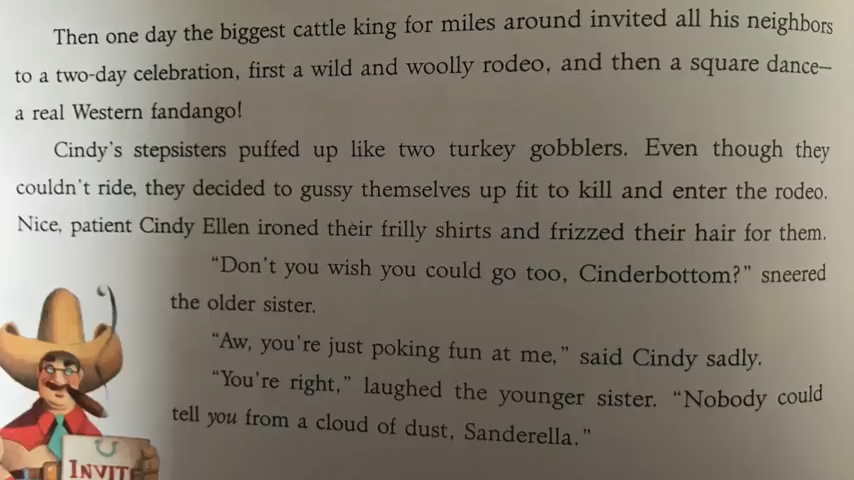 Then one day the biggest cattle king for miles around invited all his neighbors
to a two-day celebration, first a wild and woolly rodeo, and then a square dance—
a real Western fandango!
Cindy's stepsisters puffed up like two turkey gobblers. Even though they
couldn't ride, they decided to gussy themselves up fit to kill and enter the rodeo.
Nice, patient Cindy Ellen ironed their frilly shirts and frizzed their hair for them.
"Don't you wish you could go too, Cinderbottom?" sneered
the older sister.
"Aw, you're just poking fun at me," said Cindy sadly.
"You're right," laughed the younger sister. "Nobody could
tell you from a cloud of dust, Sanderella."
INVITE